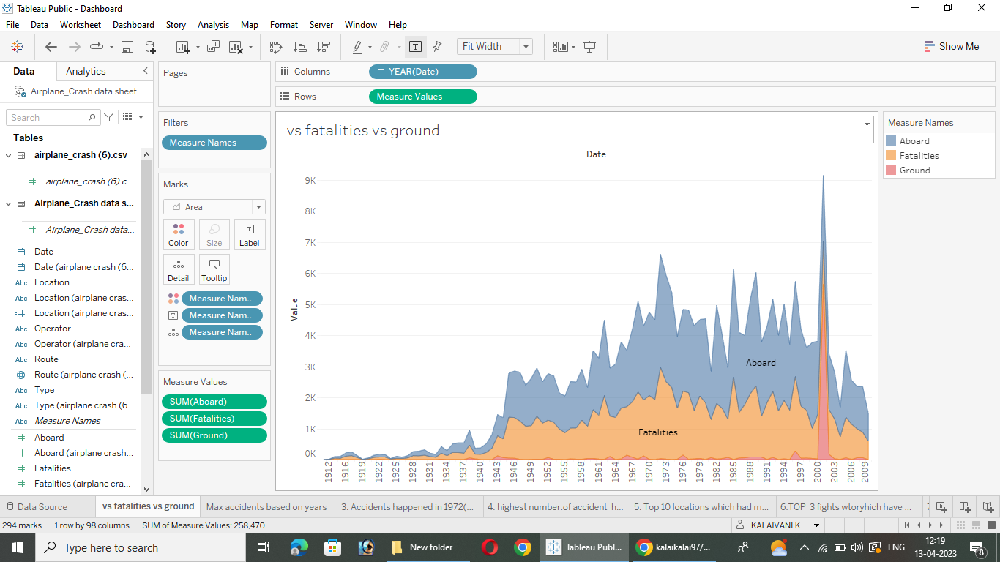 Tableau Public - Dashboard
File Data Worksheet Dashboard Story Analysis Map Format Server Window Help
Fit Width
Show Me
Data Analytics
Airplane_Crash data sheet
Search
Tables
airplane_crash (6).csv
airplane_crash (6).c...
Airplane_Crash data s...
Airplane_Crash data...
Date
Date (airplane crash (6...
Abc Location
Abc Location (airplane cras...
Location (airplane cras...
Abc Operator
Abc Operator (airplane cra...
Abc Route
Route (airplane crash (...
Abc Type
Abc Type (airplane crash (6...
Abc Measure Names
Aboard
Aboard (airplane crash...
Fatalities
Fatalities (airplane cra...
Pages
Filters
Measure Names
Marks
Area
Color Size Label
Detail Tooltip
Measure Nam..
Measure Nam..
Measure Nam..
Measure Values
SUM(Aboard)
SUM(Fatalities)
SUM(Ground)
Columns YEAR(Date)
Rows Measure Values
vs fatalities vs ground
Date
9K
8K
7K
6K
5K
4K
3K
2K
1K
0K
Value
Aboard
Fatalities
1912 1916 1919 1922 1925 1928 1931 1934 1937 1940 1943 1946 1949 1952 1955 1958 1961 1964 1967 1970 1973 1976 1979 1982 1985 1988 1991 1994 1997 2000 2003 2006 2009
Measure Names
Aboard
Fatalities
Ground
Data Source vs fatalities vs ground Max accidents based on years 3. Accidents happened in 1972(... 4. highest number.of accident h... 5. Top 10 locations which had m... 6.TOP 3 fights wtoryhich have ... 7
294 marks 1 row by 98 columns SUM of Measure Values: 258,470 KALAIVANI K
Type here to search New folder Tableau Publ... kalaikalai97/... ENG 12:19
13-04-2023 8